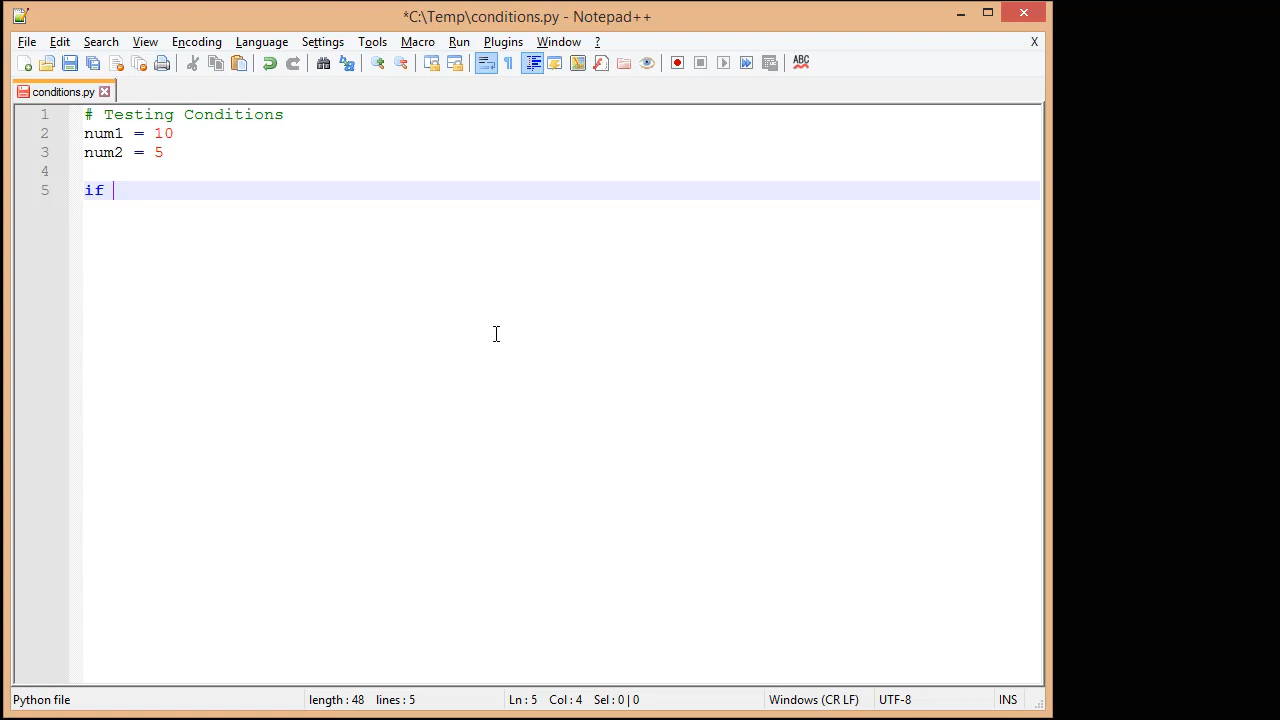 *C:\Temp\conditions.py - Notepad++
File Edit Search View Encoding Language Settings Tools Macro Run Plugins Window ? X
ABC
conditions.py
1 # Testing Conditions
2 num1 = 10
3 num2 = 5
4
5 if
Python file length : 48 lines : 5 Ln : 5 Col : 4 Sel : 0 | 0 Windows (CR LF) UTF-8 INS